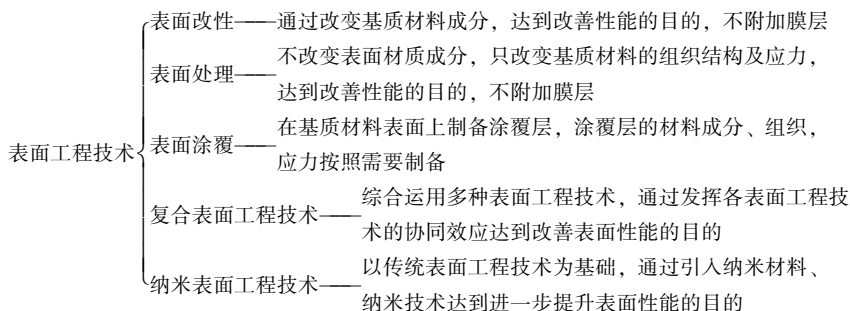 表面改性——通过改变基质材料成分，达到改善性能的目的，不附加膜层
表面处理——不改变表面材质成分，只改变基质材料的组织结构及应力，
达到改善性能的目的，不附加膜层
表面工程技术
表面涂覆——在基质材料表面上制备涂覆层，涂覆层的材料成分、组织，
应力按照需要制备
复合表面工程技术——综合运用多种表面工程技术，通过发挥各表面工程技
术的协同效应达到改善表面性能的目的
纳米表面工程技术——以传统表面工程技术为基础，通过引入纳米材料、
纳米技术达到进一步提升表面性能的目的